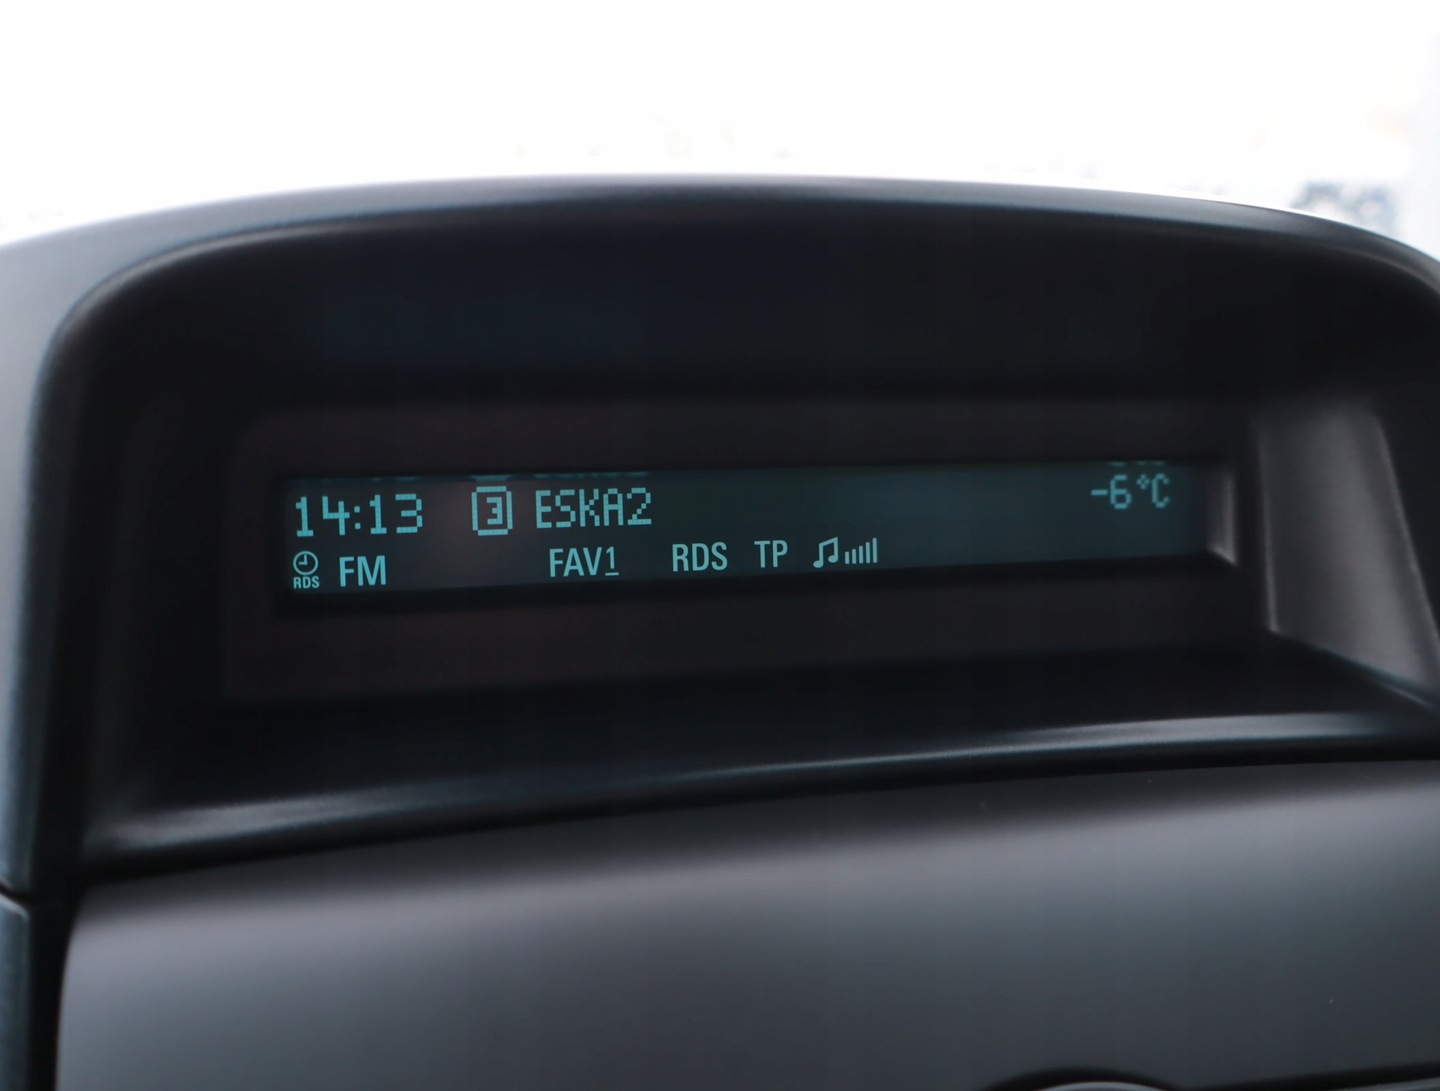 14:13 3 ESKA2 -6°C
RDS FM FAV1 RDS TP